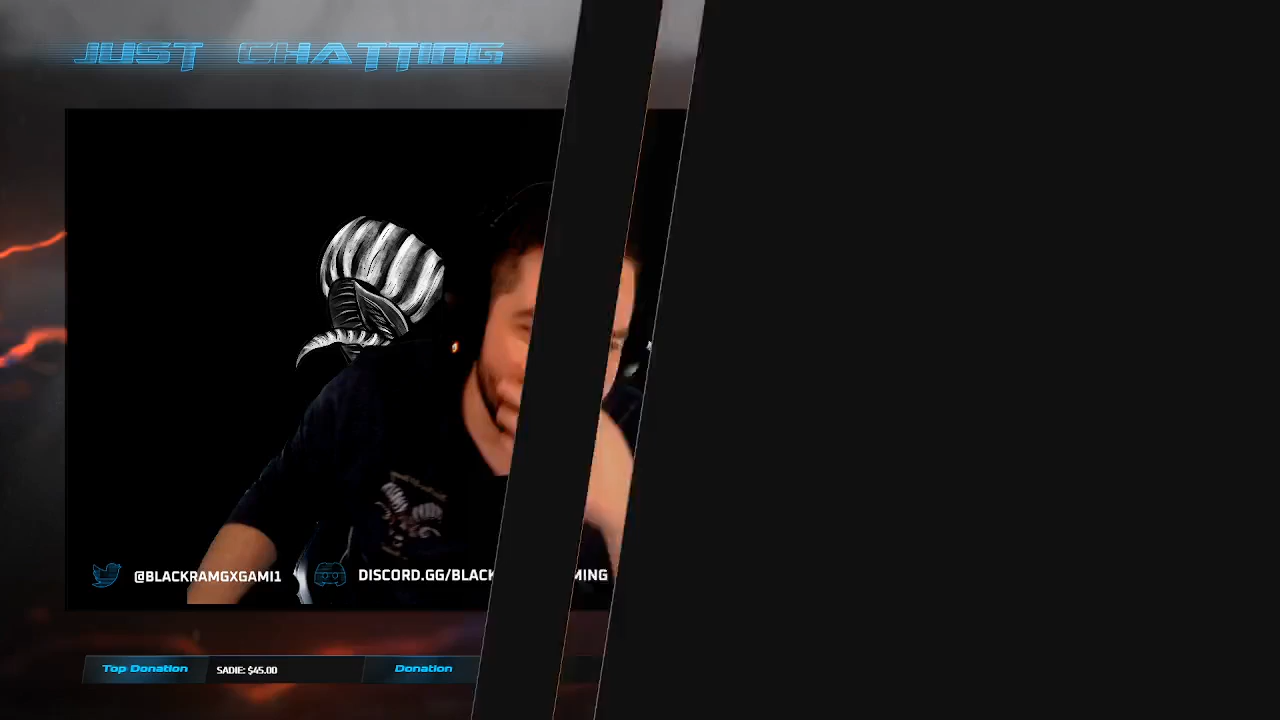 JUST CHATTING
@BLACKRAMGXGAMI1
DISCORD.GG/BLACK MING
Top Donation
SADIE: $45.00
Donation